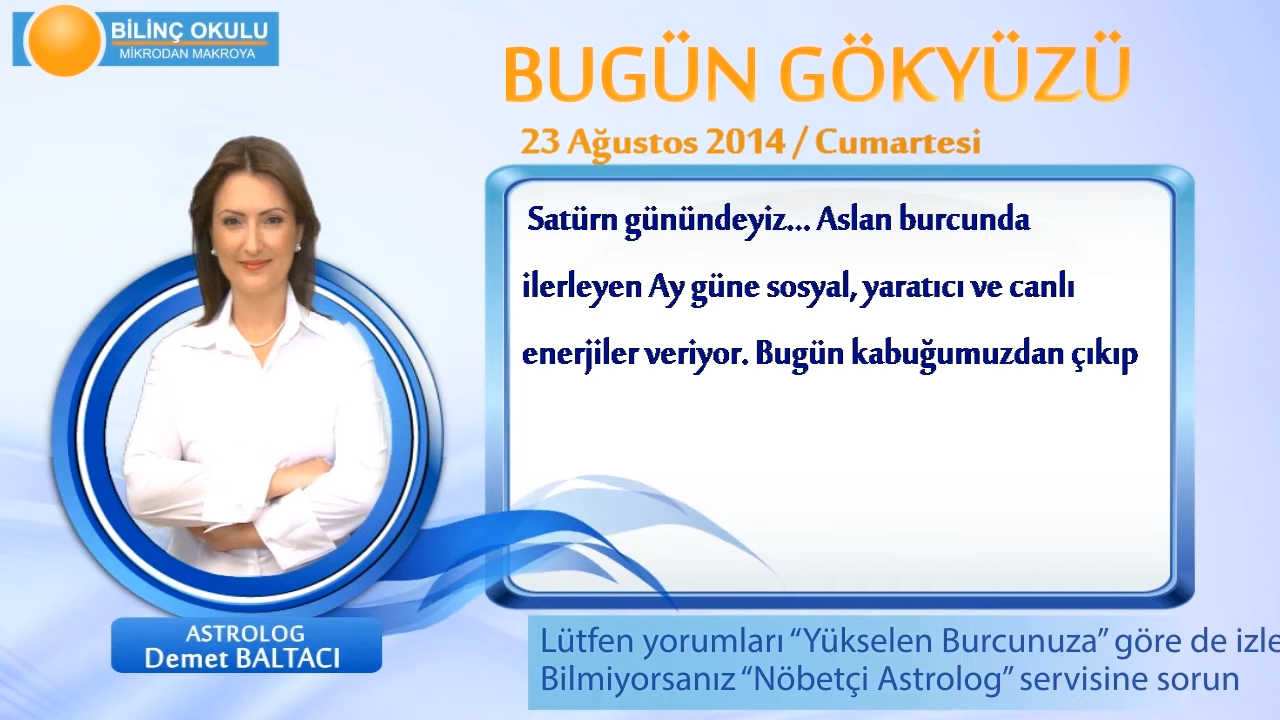 BİLİNÇ OKULU
MİKRODAN MAKROYA
BUGÜN GÖKYÜZÜ
23 Ağustos 2014 / Cumartesi
Satürn günündeyiz... Aslan burcunda
ilerleyen Ay güne sosyal, yaratıcı ve canlı
enerjiler veriyor. Bugün kabuğumuzdan çıkıp
ASTROLOG
Demet BALTACI
Lütfen yorumları “Yükselen Burcunuza” göre de izle
Bilmiyorsanız “Nöbetçi Astrolog” servisine sorun